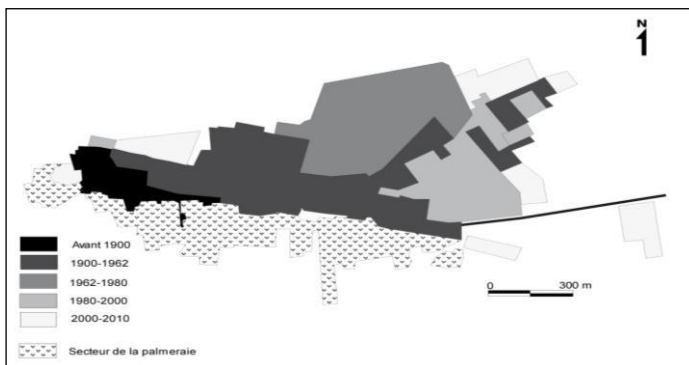 N
Avant 1900
1900-1962
1962-1980
1980-2000
2000-2010
Secteur de la palmeraie
0 300 m